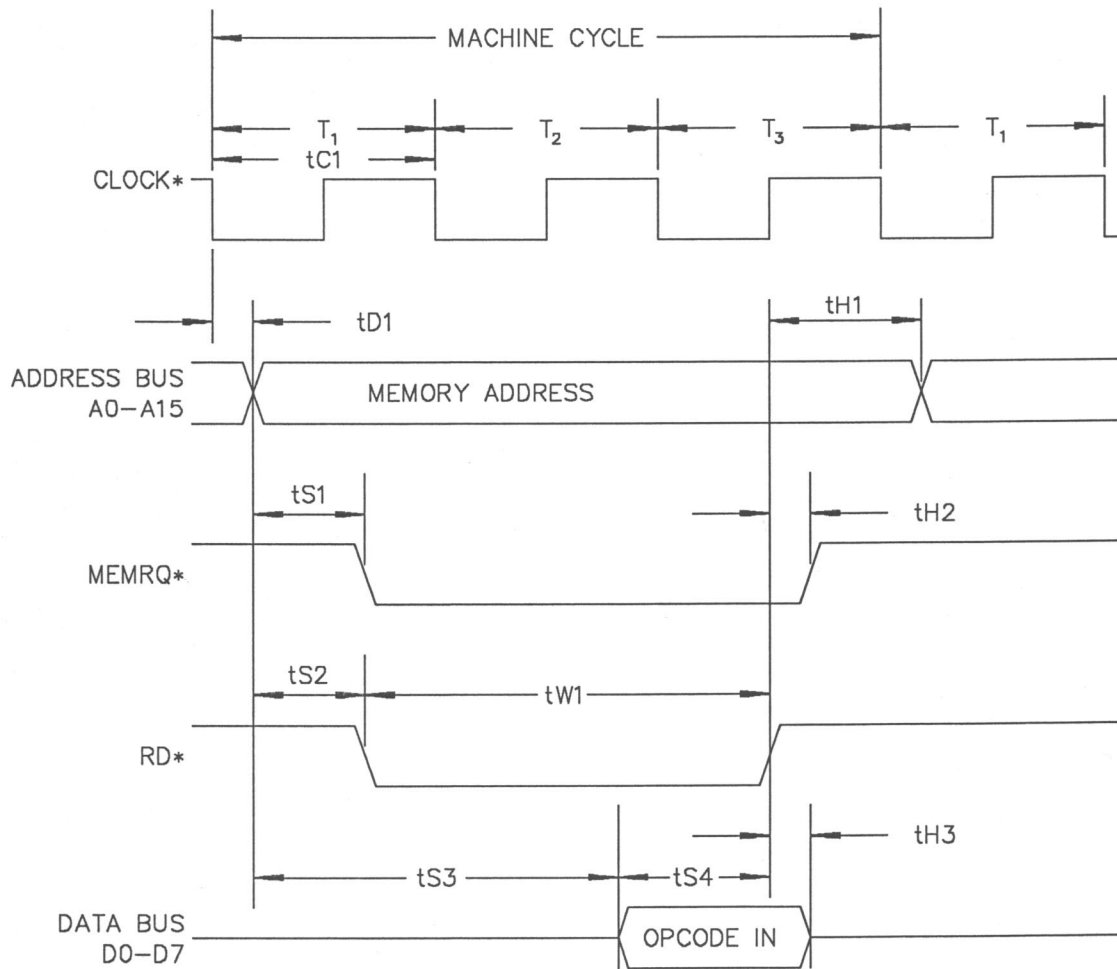 MACHINE CYCLE
T1 T2 T3 T1
tC1
CLOCK*
tD1 tH1
ADDRESS BUS
A0-A15
MEMORY ADDRESS
tS1 tH2
MEMRQ*
tS2 tW1
RD*
tH3
tS3 tS4
DATA BUS
D0-D7
OPCODE IN